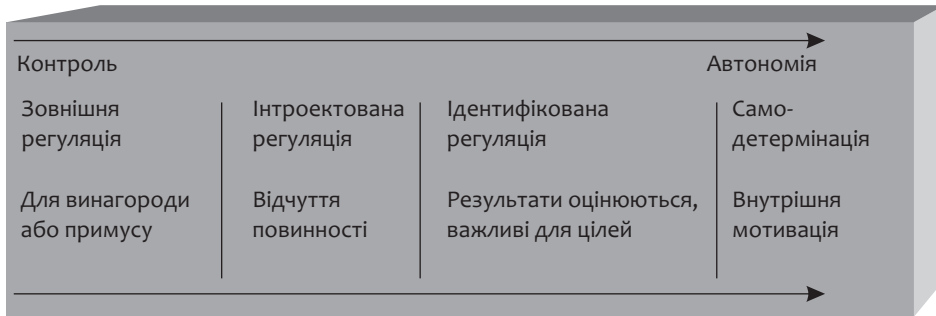 Контроль
Автономія
Зовнішня
регуляція
Інтроектована
регуляція
Ідентифікована
регуляція
Само-
детермінація
Для винагороди
або примусу
Відчуття
повинності
Результати оцінюються,
важливі для цілей
Внутрішня
мотивація